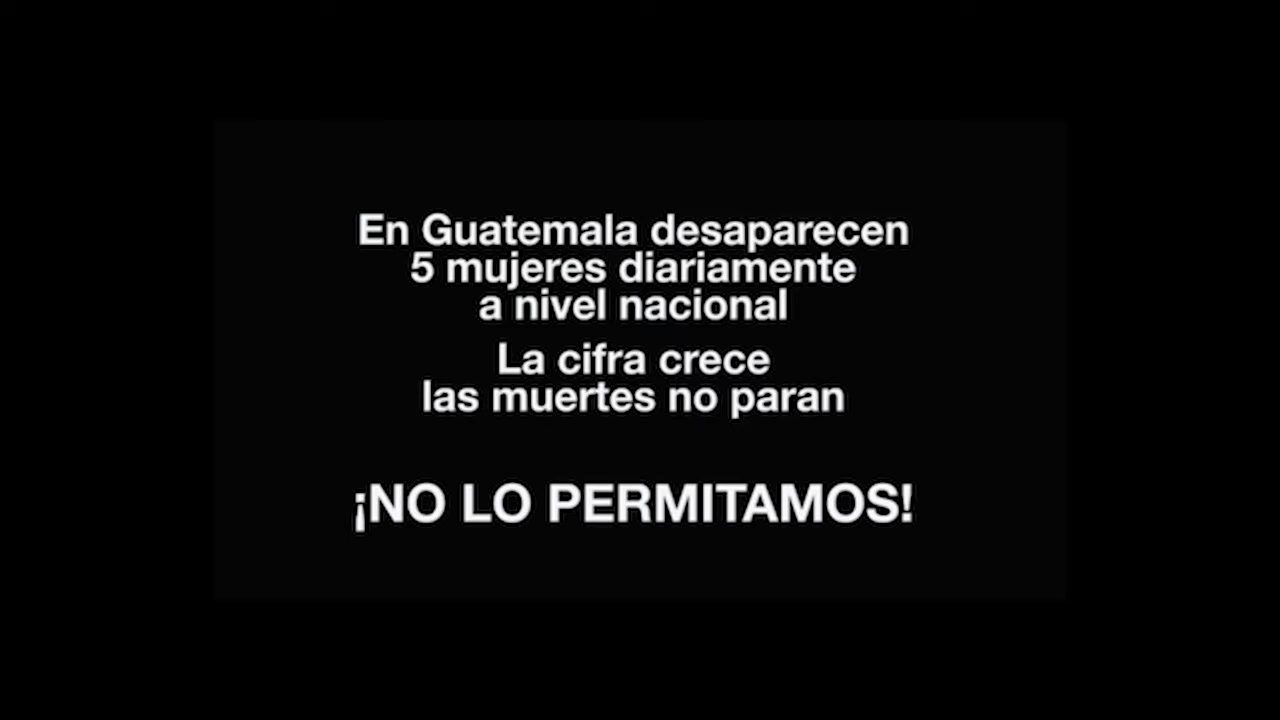 En Guatemala desaparecen
5 mujeres diariamente
a nivel nacional
La cifra crece
las muertes no paran
¡NO LO PERMITAMOS!